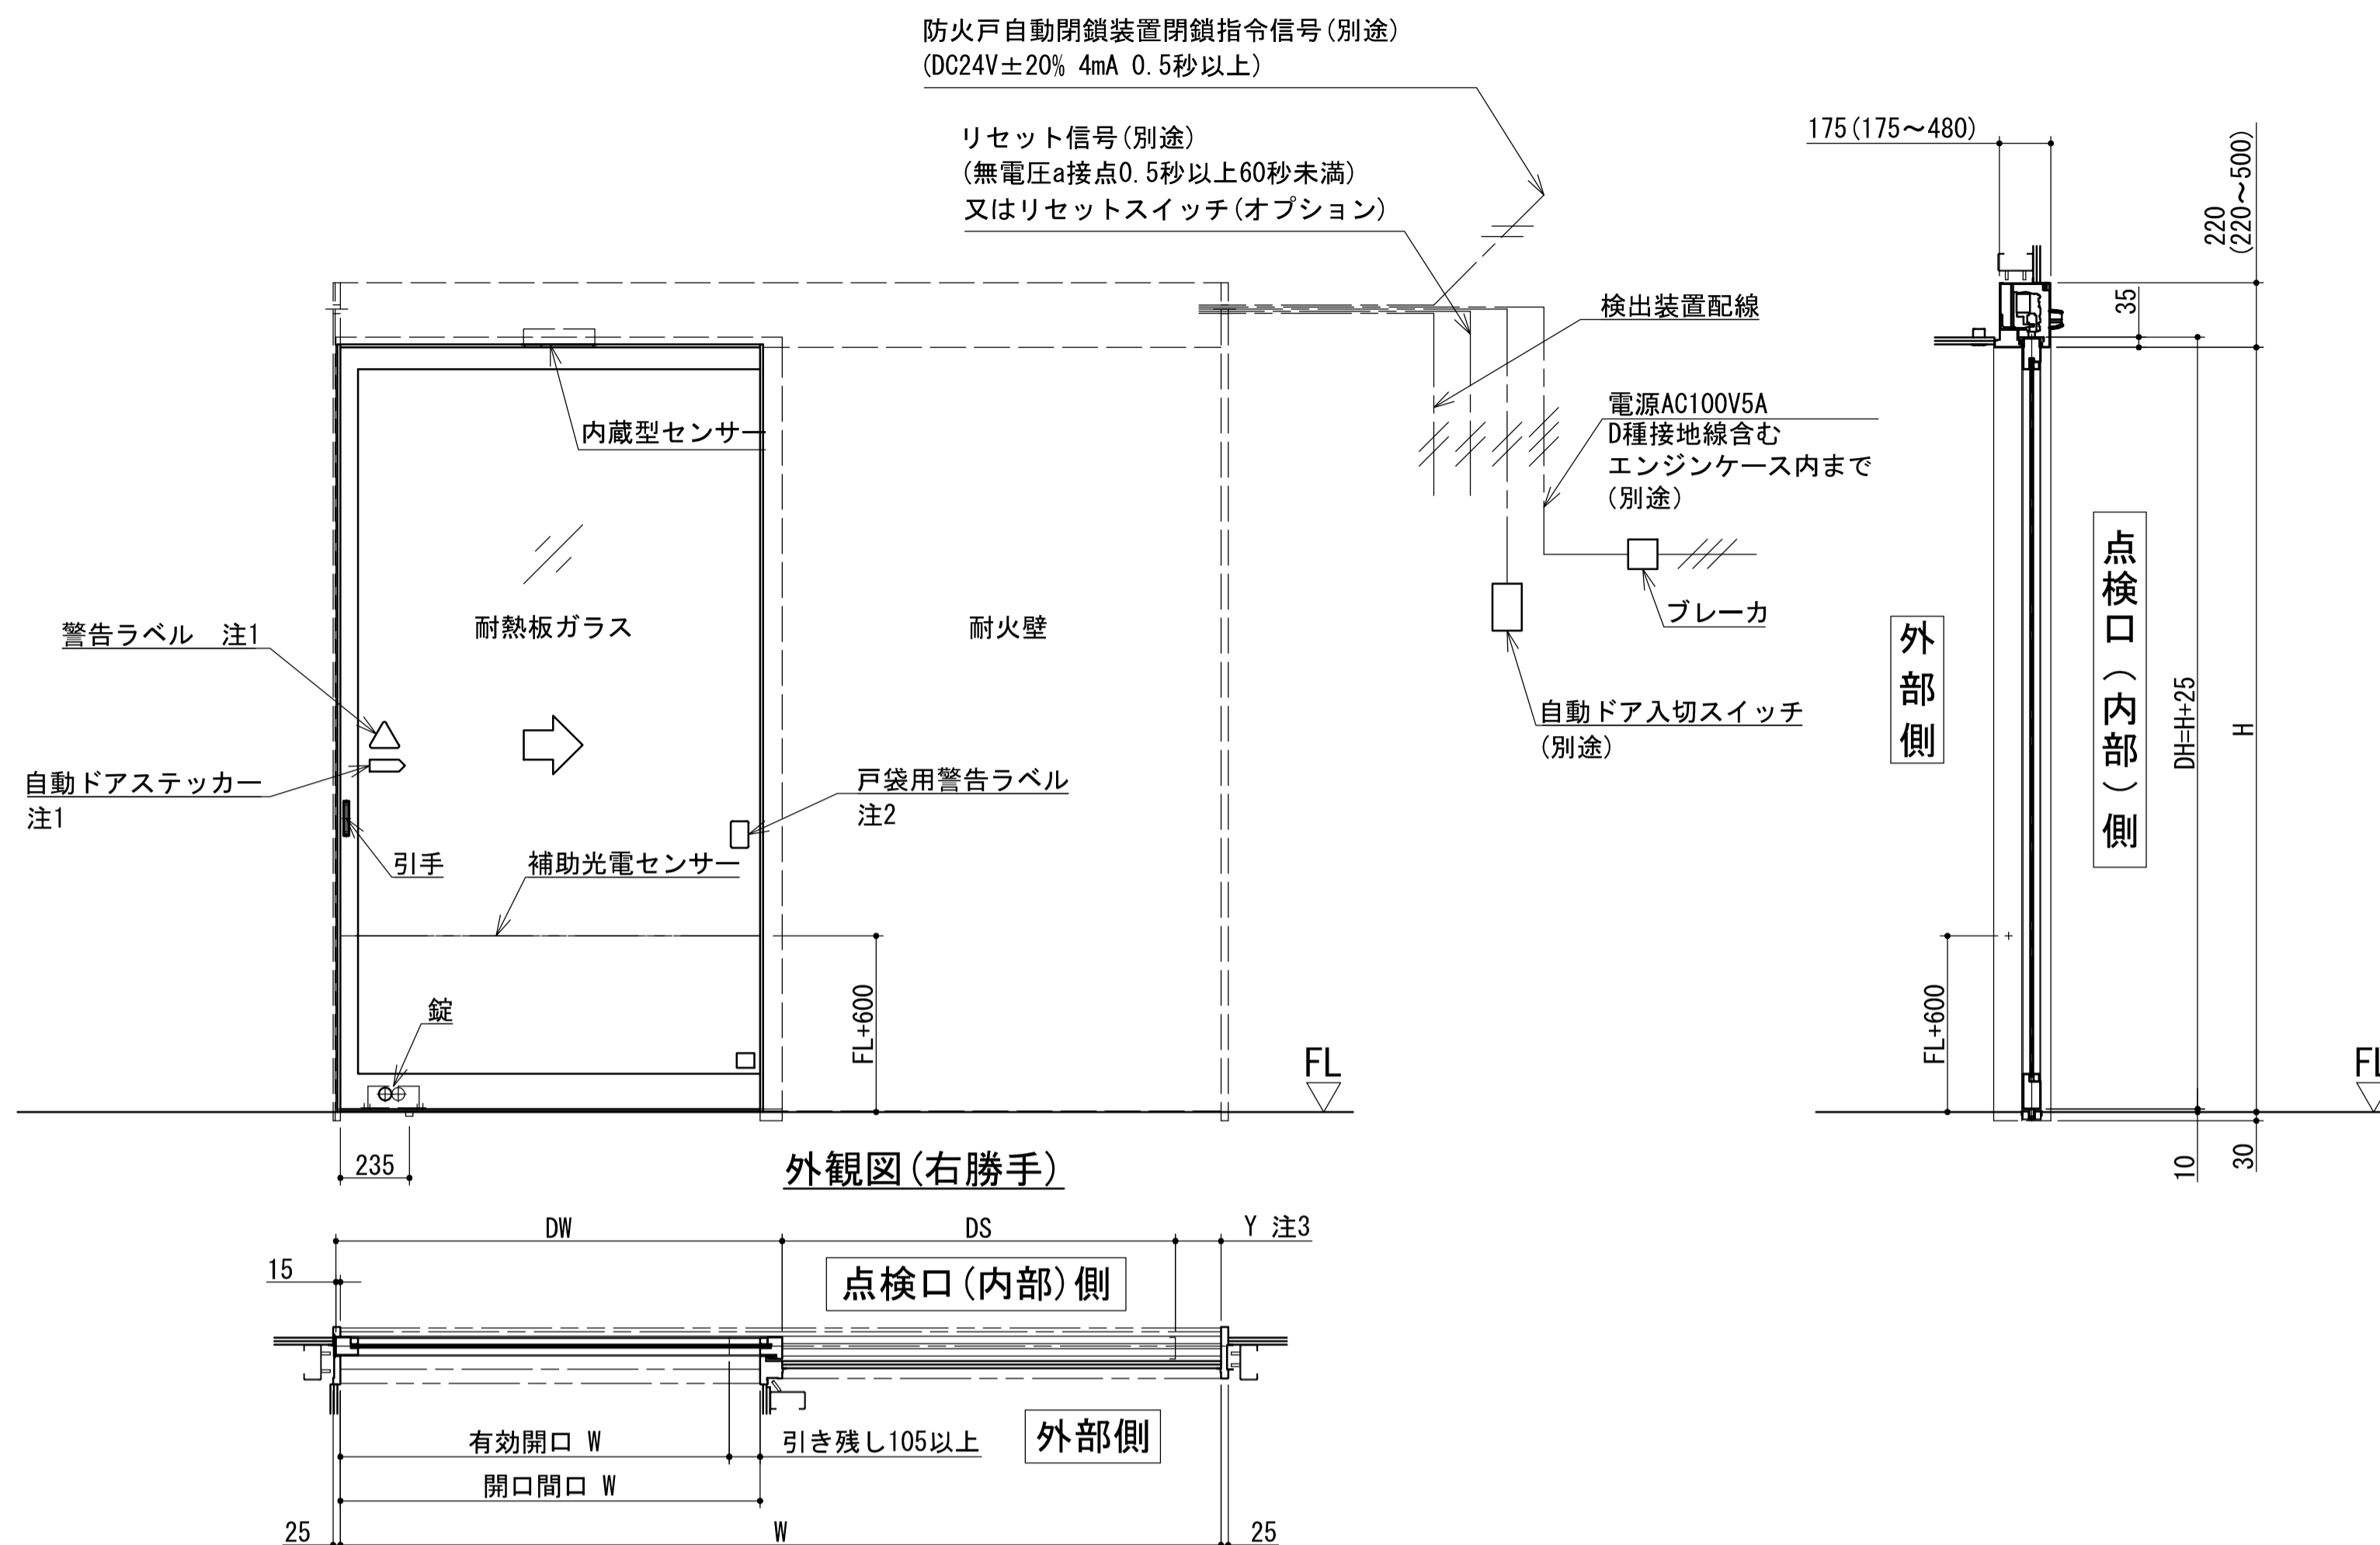 防火戸自動閉鎖装置閉鎖指令信号(別途)
(DC24V±20% 4mA 0.5秒以上)
リセット信号(別途)
(無電圧a接点0.5秒以上60秒未満)
又はリセットスイッチ(オプション)
検出装置配線
電源AC100V5A
D種接地線含む
エンジンケース内まで
(別途)
ブレーカ
自動ドア入切スイッチ
(別途)
内蔵型センサー
耐熱板ガラス
耐火壁
警告ラベル 注1
自動ドアステッカー
注1
引手
戸袋用警告ラベル
注2
補助光電センサー
錠
FL+600
FL
235
外観図(右勝手)
175(175～480)
220
(220～500)
35
外部側
点検口(内部)側
DH=H+25
H
FL+600
FL
10
30
DW
DS
Y 注3
15
点検口(内部)側
有効開口 W
引き残し105以上
外部側
開口間口 W
25
W
25